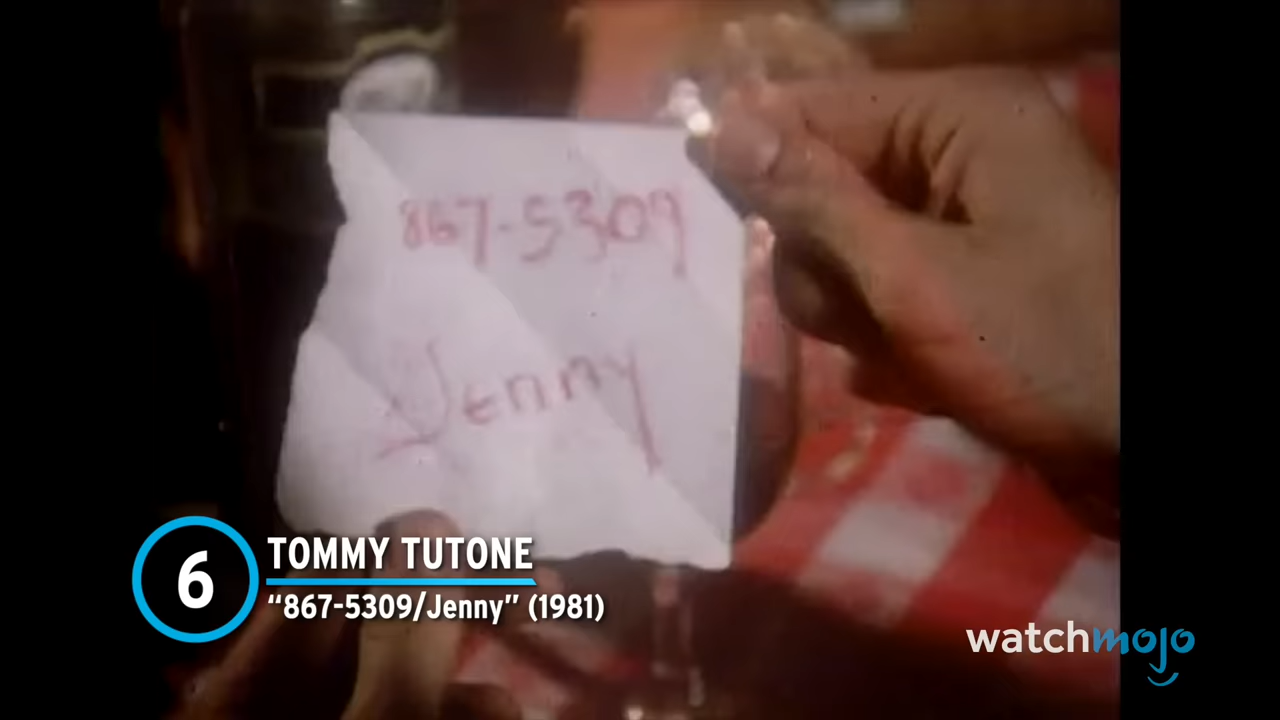 867-5309
Jenny
6
TOMMY TUTONE
“867-5309/Jenny” (1981)
watchmojo